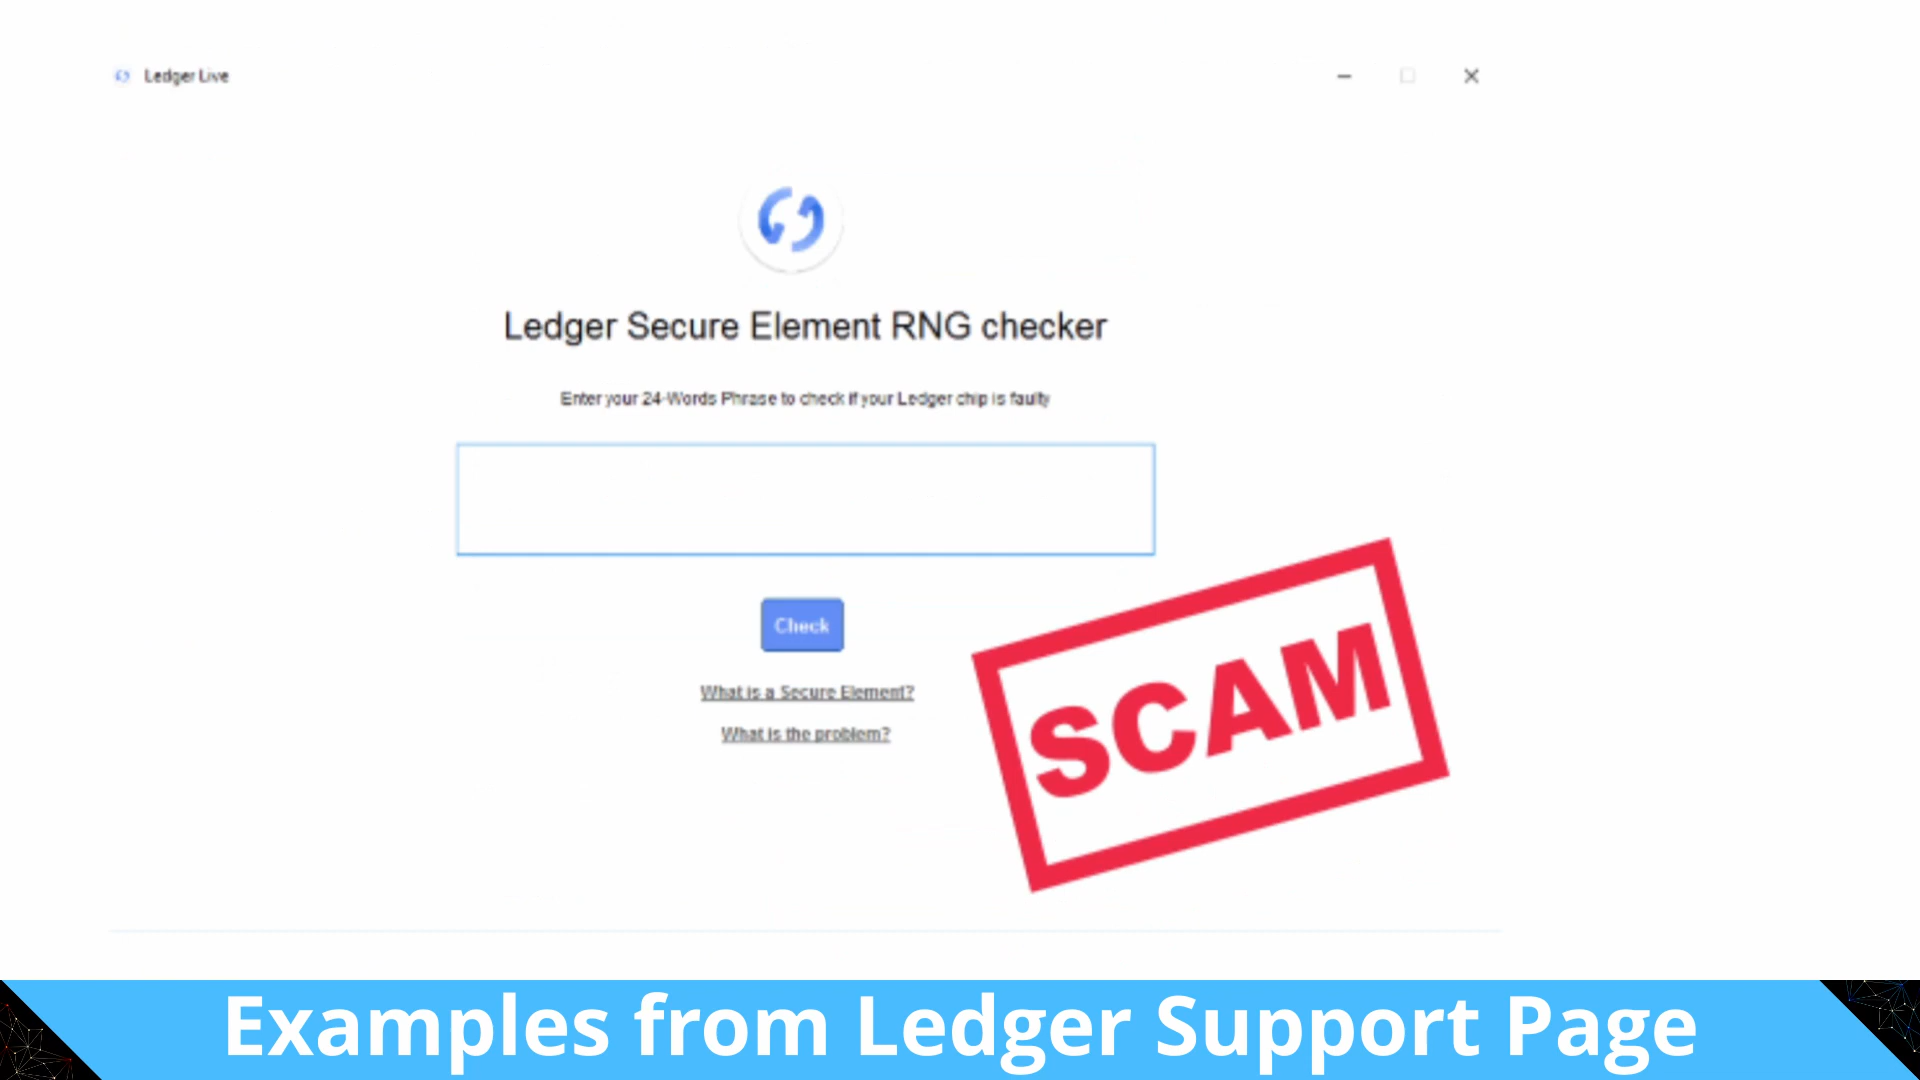 Ledger Live
Ledger Secure Element RNG checker
Enter your 24-Words Phrase to check if your Ledger chip is faulty
Check
What is a Secure Element?
What is the problem?
SCAM
Examples from Ledger Support Page